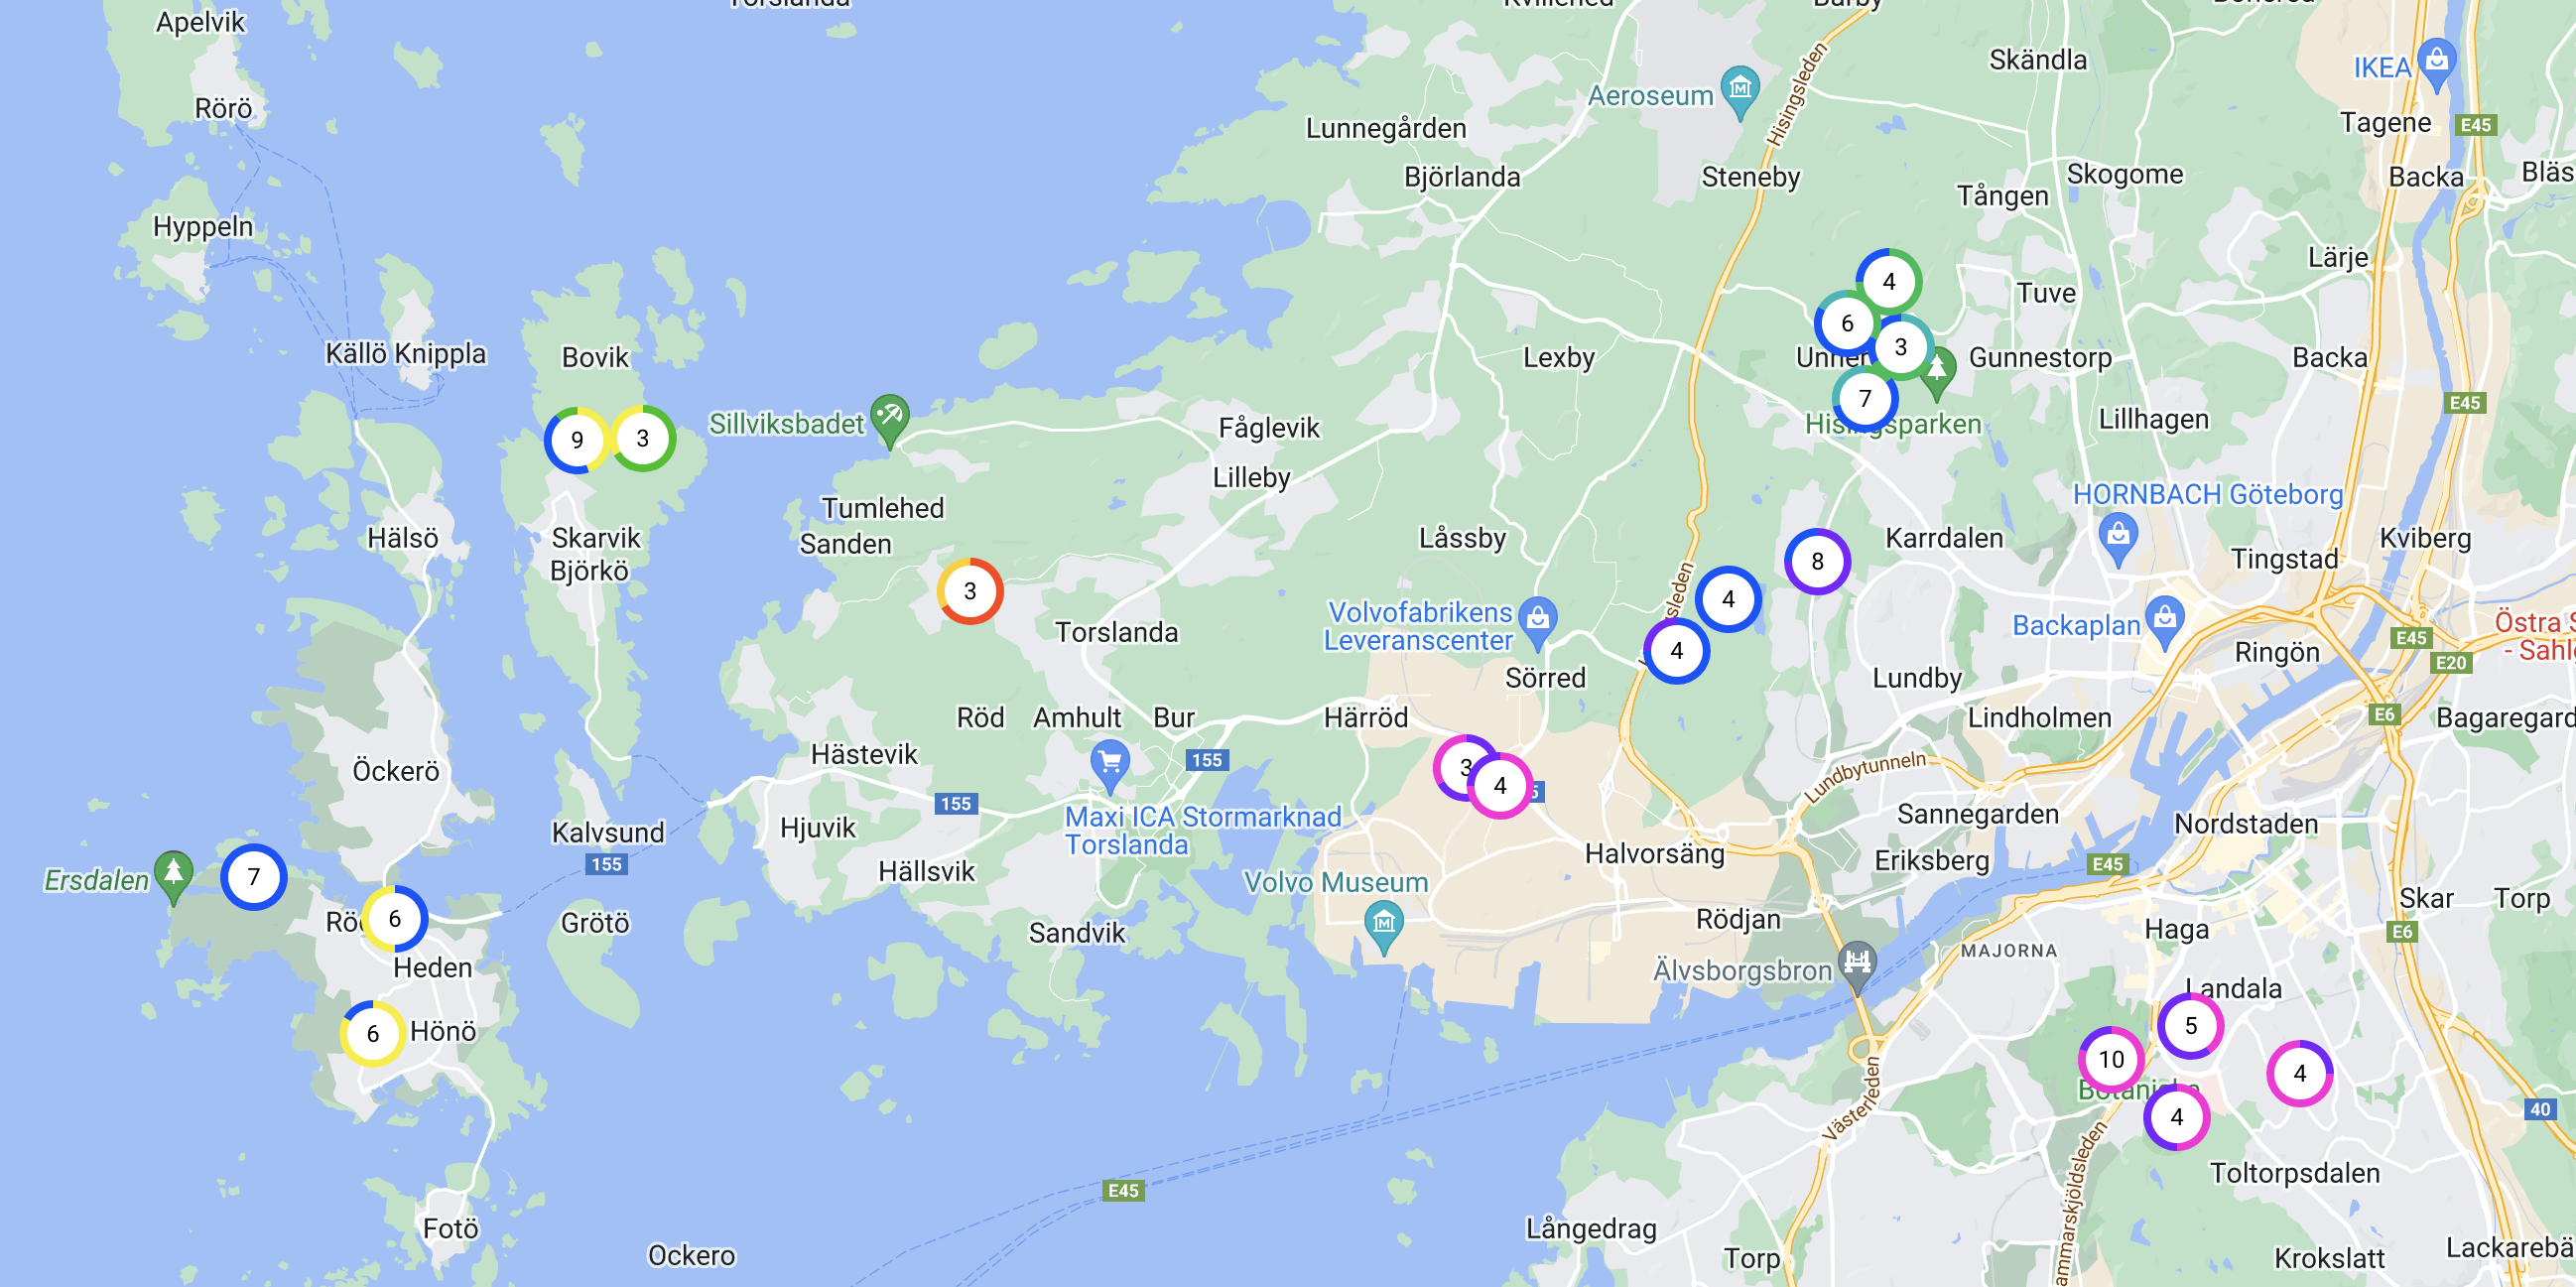 Apelvik
Torslanda
Kvillehed
Bärby
Skändla
IKEA
Rörö
Aeroseum
Hisingsleden
Tagene
E45
Lunnegården
Björlanda
Steneby
Tången
Skogome
Backa
Bläs
Hyppeln
Lärje
4
Tuve
6
3
Källö Knippla
Bovik
Lexby
Gunnestorp
Backa
7
E45
9
3
Sillviksbadet
Fåglevik
Hisingsparken
Lillhagen
Lilleby
HORNBACH Göteborg
Tumlehed
Hälsö
Skarvik
Sanden
Låssby
Karrdalen
Kviberg
Björkö
8
Tingstad
3
4
Volvofabrikens
Leveranscenter
Backaplan
Östra S
- Sahl
Torslanda
E45
E20
4
Ringön
Sörred
Lundby
Röd
Amhult
Bur
Härröd
Lindholmen
E6
Bagaregard
Hästevik
155
Öckerö
3
4
5
Lundbytunneln
155
Maxi ICA Stormarknad
Torslanda
Hjuvik
Kalvsund
Sannegarden
Nordstaden
155
Halvorsäng
Eriksberg
E45
Ersdalen
7
Hällsvik
Volvo Museum
6
Grötö
Sandvik
Rödjan
Haga
Skar
Torp
E6
Heden
Älvsborgsbron
MAJORNA
Landala
6
Hönö
5
10
4
Botaniska
4
Västerleden
40
ammarskjöldsleden
Toltorpsdalen
E45
Fotö
Långedrag
Ockero
Torp
Krokslatt
Lackarebä